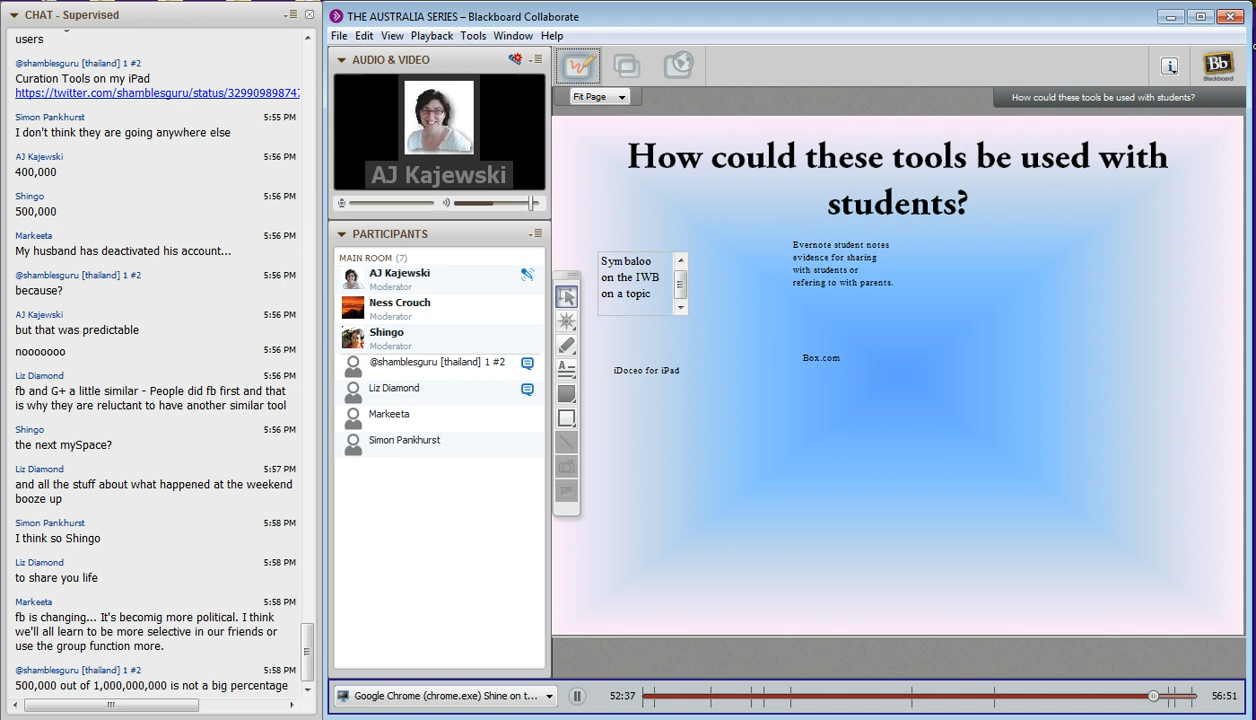 CHAT - Supervised
users
@shamblesguru [thailand] 1 #2
Curation Tools on my iPad
https://twitter.com/shamblesguru/status/329909898747
Simon Pankhurst 5:55 PM
I don't think they are going anywhere else
AJ Kajewski 5:56 PM
400,000
Shingo 5:56 PM
500,000
Markeeta 5:56 PM
My husband has deactivated his account...
@shamblesguru [thailand] 1 #2 5:56 PM
because?
AJ Kajewski 5:56 PM
but that was predictable
nooooooo 5:56 PM
Liz Diamond 5:56 PM
fb and G+ a little similar - People did fb first and that
is why they are reluctant to have another similar tool
Shingo 5:56 PM
the next mySpace?
Liz Diamond 5:57 PM
and all the stuff about what happened at the weekend
booze up
Simon Pankhurst 5:58 PM
I think so Shingo
Liz Diamond 5:58 PM
to share you life
Markeeta 5:58 PM
fb is changing... It's becomig more political. I think
we'll all learn to be more selective in our friends or
use the group function more.
@shamblesguru [thailand] 1 #2 5:58 PM
500,000 out of 1,000,000,000 is not a big percentage
THE AUSTRALIA SERIES – Blackboard Collaborate
File Edit View Playback Tools Window Help
AUDIO & VIDEO
AJ Kajewski
PARTICIPANTS
MAIN ROOM (7)
AJ Kajewski
Moderator
Ness Crouch
Shingo
Moderator
@shamblesguru [thailand] 1 #2
Liz Diamond
Markeeta
Simon Pankhurst
Bb
Blackboard
Fit Page
How could these tools be used with students?
How could these tools be used with
students?
Symbaloo
on the IWB
on a topic
Evernote student notes
evidence for sharing
with students or
refering to with parents.
Box.com
iDoceo for iPad
Google Chrome (chrome.exe) Shine on t...
52:37
56:51